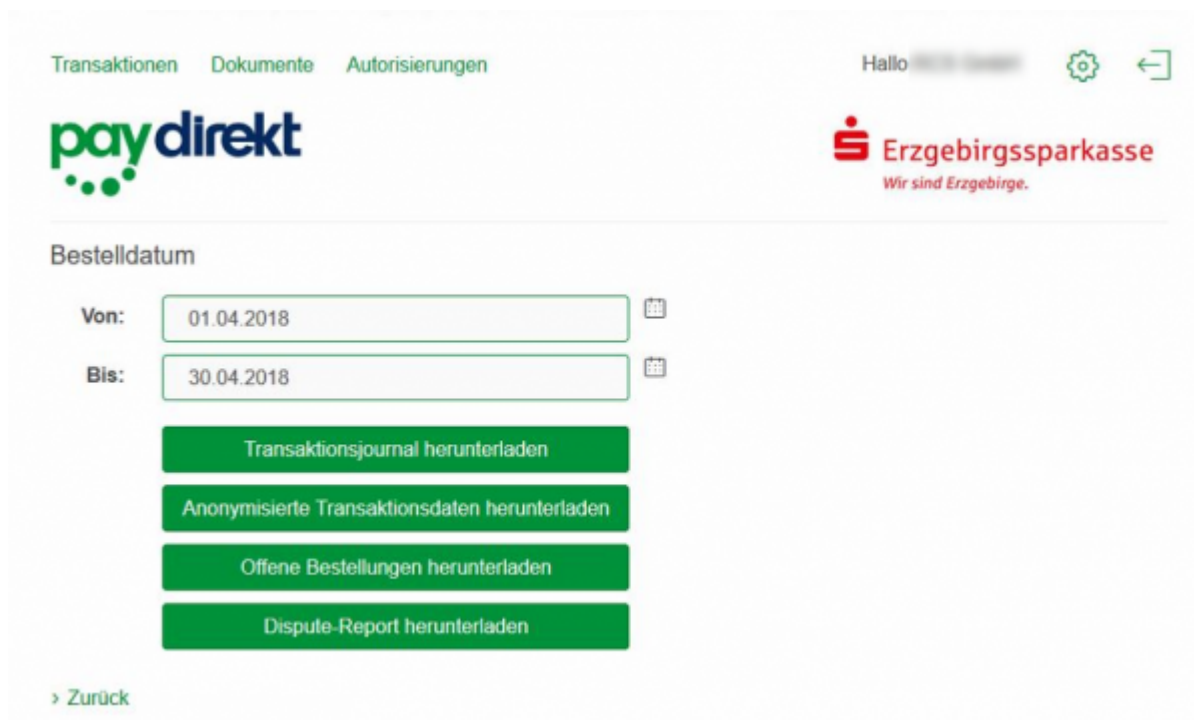 Transaktionen Dokumente Autorisierungen Hallo
paydirekt
Erzgebirgssparkasse
Wir sind Erzgebirge.
Bestelldatum
Von: 01.04.2018
Bis: 30.04.2018
Transaktionsjournal herunterladen
Anonymisierte Transaktionsdaten herunterladen
Offene Bestellungen herunterladen
Dispute-Report herunterladen
› Zurück